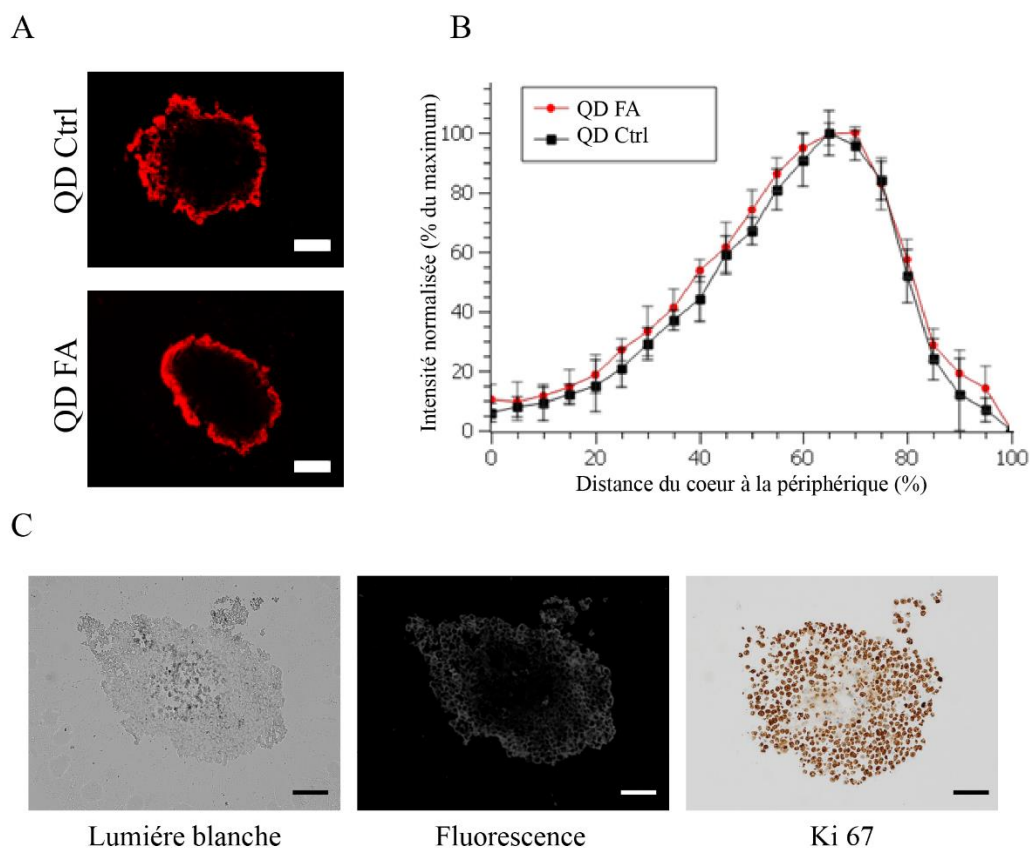 A
B
QD Ctrl
QD FA
QD FA
QD Ctrl
Intensité normalisée (% du maximum)
100
80
60
40
20
0
0 20 40 60 80 100
Distance du coeur à la périphérique (%)
C
Lumiére blanche
Fluorescence
Ki 67